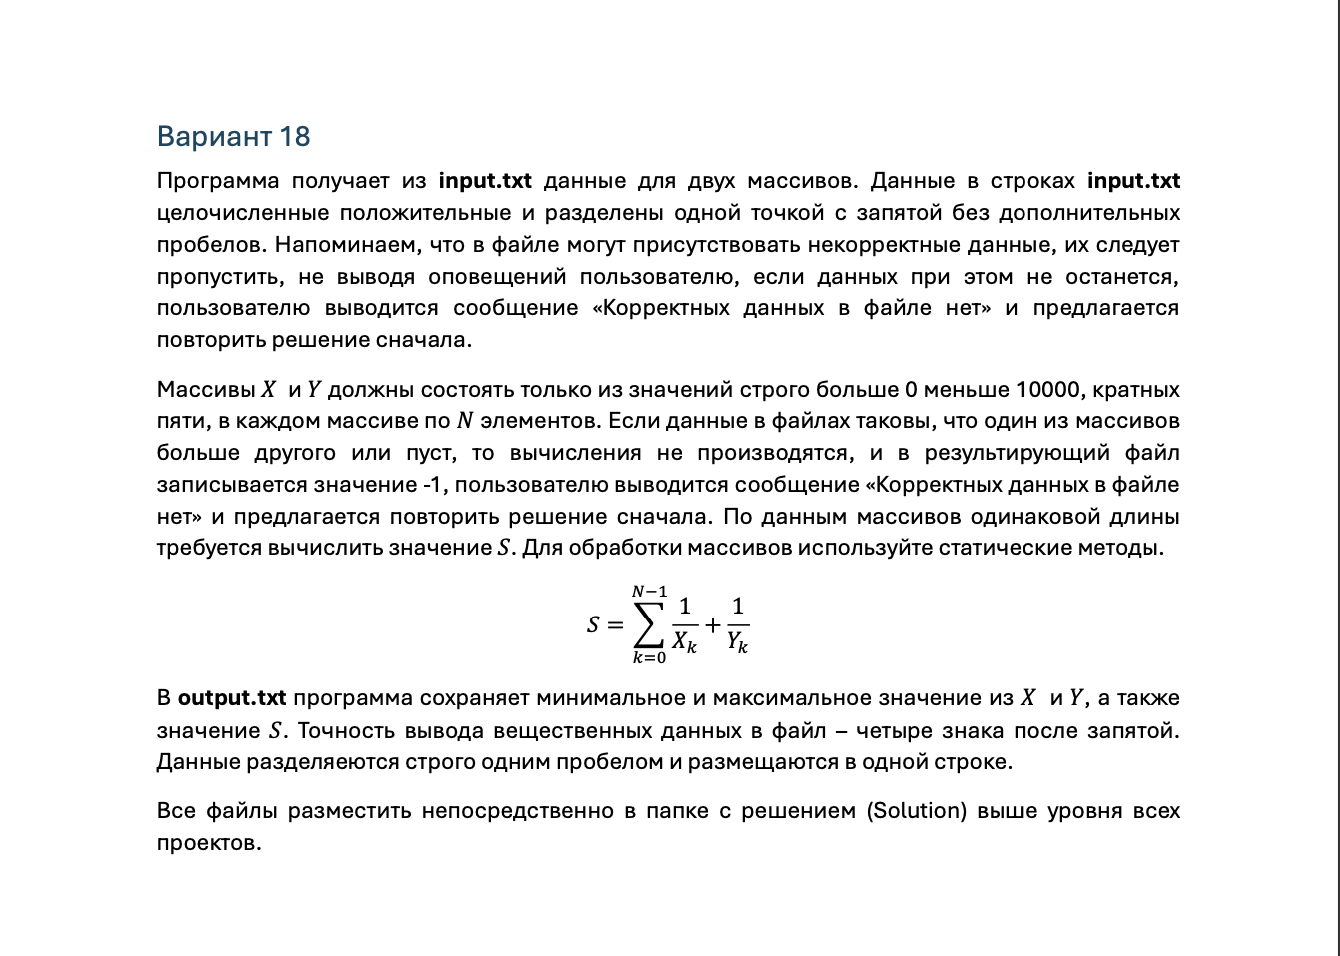 Вариант 18
Программа получает из input.txt данные для двух массивов. Данные в строках input.txt
целочисленные положительные и разделены одной точкой с запятой без дополнительных
пробелов. Напоминаем, что в файле могут присутствовать некорректные данные, их следует
пропустить, не выводя оповещений пользователю, если данных при этом не останется,
пользователю выводится сообщение «Корректных данных в файле нет» и предлагается
повторить решение сначала.
Массивы X и Y должны состоять только из значений строго больше 0 меньше 10000, кратных
пяти, в каждом массиве по N элементов. Если данные в файлах таковы, что один из массивов
больше другого или пуст, то вычисления не производятся, и в результирующий файл
записывается значение -1, пользователю выводится сообщение «Корректных данных в файле
нет» и предлагается повторить решение сначала. По данным массивов одинаковой длины
требуется вычислить значение S. Для обработки массивов используйте статические методы.
S = ∑_{k=0}^{N−1} 1/X_k + 1/Y_k
В output.txt программа сохраняет минимальное и максимальное значение из X и Y, а также
значение S. Точность вывода вещественных данных в файл – четыре знака после запятой.
Данные разделяеются строго одним пробелом и размещаются в одной строке.
Все файлы разместить непосредственно в папке с решением (Solution) выше уровня всех
проектов.